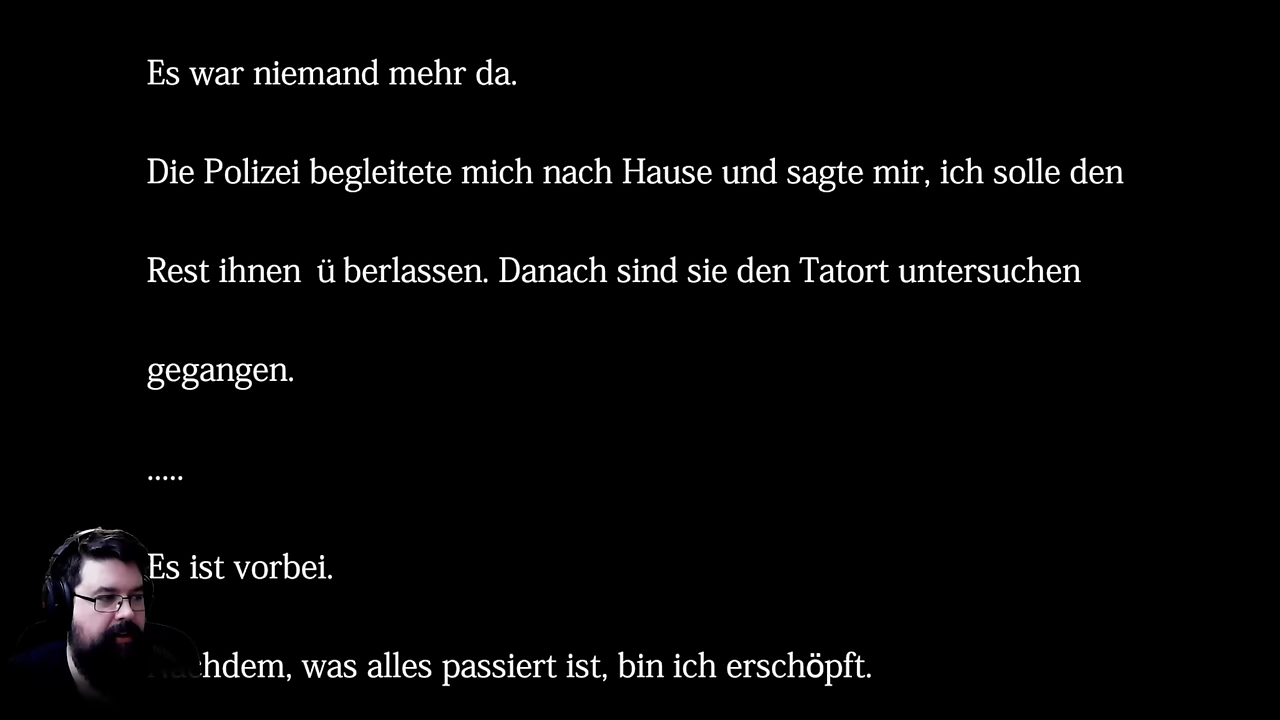 Es war niemand mehr da.
Die Polizei begleitete mich nach Hause und sagte mir, ich solle den
Rest ihnen ü berlassen. Danach sind sie den Tatort untersuchen
gegangen.
.....
Es ist vorbei.
Nachdem, was alles passiert ist, bin ich erschöpft.